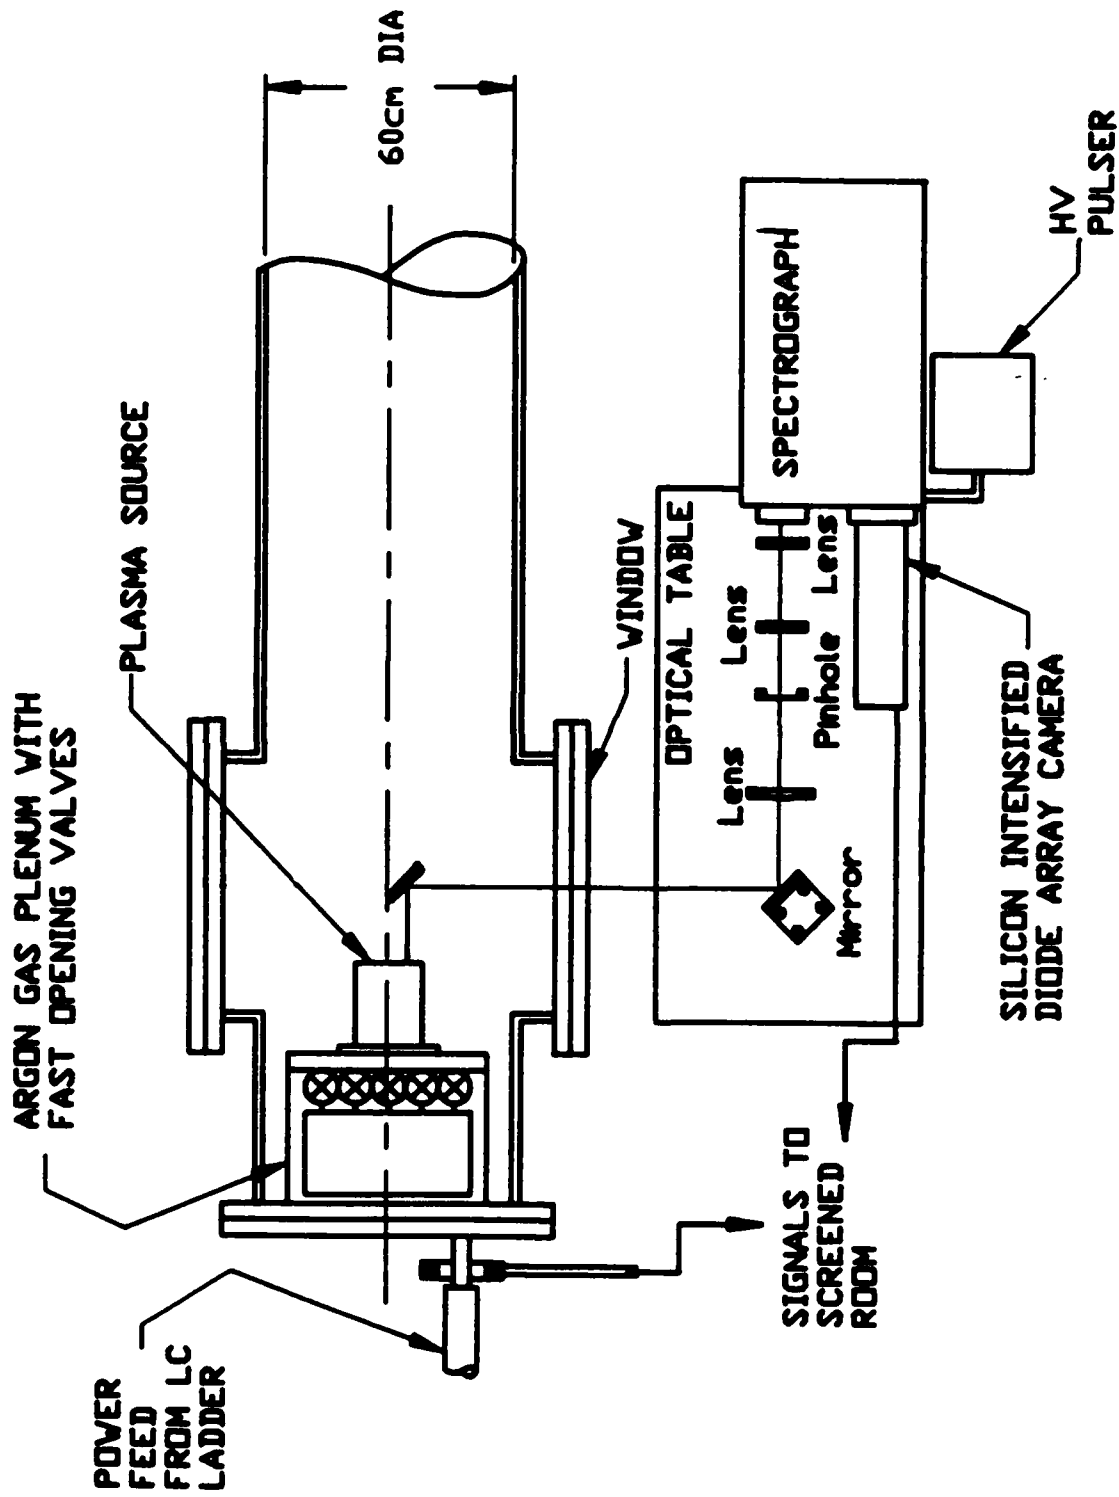 ARGON GAS PLENUM WITH
FAST OPENING VALVES
POWER
FEED
FROM LC
LADDER
PLASMA SOURCE
60cm DIA
WINDOW
OPTICAL TABLE
Lens
Lens
Lens
Pinhole
Mirror
SPECTROGRAPH
HV
PULSER
SIGNALS TO
SCREENED
ROOM
SILICON INTENSIFIED
DIODE ARRAY CAMERA